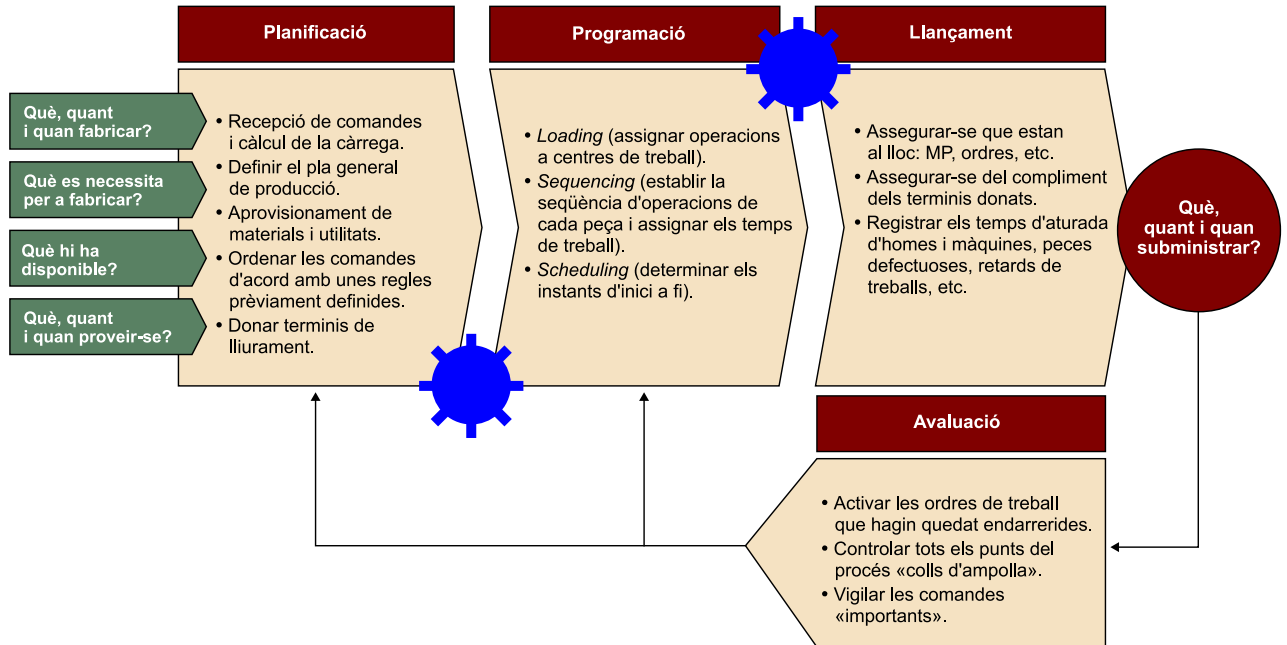 Planificació
Programació
Llançament
Què, quant
i quan fabricar?
Què es necessita
per a fabricar?
Què hi ha
disponible?
Què, quant
i quan proveir-se?
• Recepció de comandes
i càlcul de la càrrega.
• Definir el pla general
de producció.
• Aprovisionament de
materials i utilitats.
• Ordenar les comandes
d'acord amb unes regles
prèviament definides.
• Donar terminis de
lliurament.
• Loading (assignar operacions
a centres de treball).
• Sequencing (establir la
seqüència d'operacions de
cada peça i assignar els temps
de treball).
• Scheduling (determinar els
instants d'inici a fi).
• Assegurar-se que estan
al lloc: MP, ordres, etc.
• Assegurar-se del compliment
dels terminis donats.
• Registrar els temps d'aturada
d'homes i màquines, peces
defectuoses, retards de
treballs, etc.
Què,
quant i quan
subministrar?
Avaluació
• Activar les ordres de treball
que hagin quedat endarrerides.
• Controlar tots els punts del
procés «colls d'ampolla».
• Vigilar les comandes
«importants».